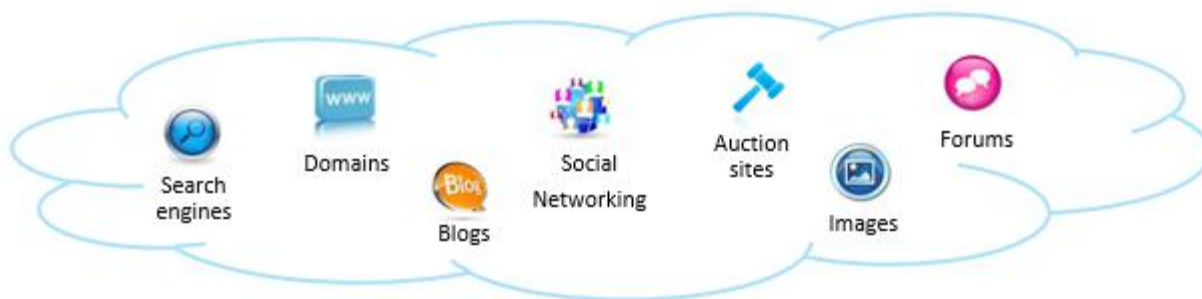 Search
engines
www
Domains
Blog
Blogs
Social
Networking
Auction
sites
Images
Forums